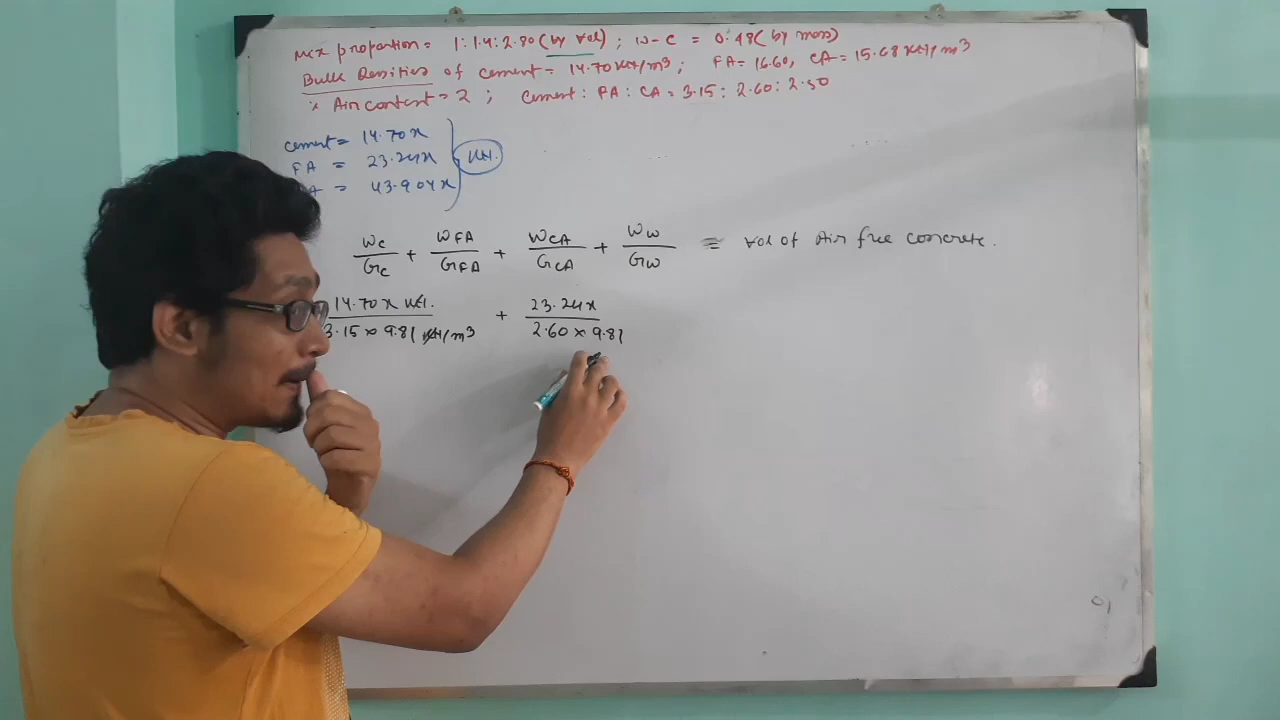 Mix proportion = 1:1.4:2.80 (by vol) ; W-C = 0.48 (by mass)
Bulk Densities of cement = 14.70 KN/m³ ; FA = 16.60, CA = 15.68 KN/m³
% Air content = 2 ; cement : FA : CA = 3.15 : 2.60 : 2.50
cement = 14.70x
FA = 23.24x
A = 43.904x
KN.
Wc/Gc + WFA/GFA + WCA/GCA + Ww/Gw = vol of Air free concrete.
14.70x KN. / 3.15 x 9.81 KN/m³ + 23.24x / 2.60 x 9.81